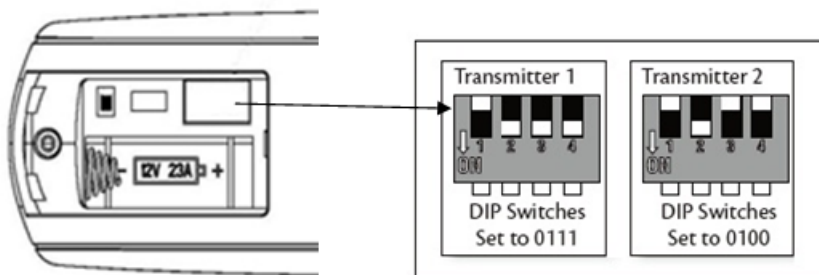 - 12V 23A +
Transmitter 1
1 2 3 4
ON
DIP Switches
Set to 0111
Transmitter 2
1 2 3 4
ON
DIP Switches
Set to 0100